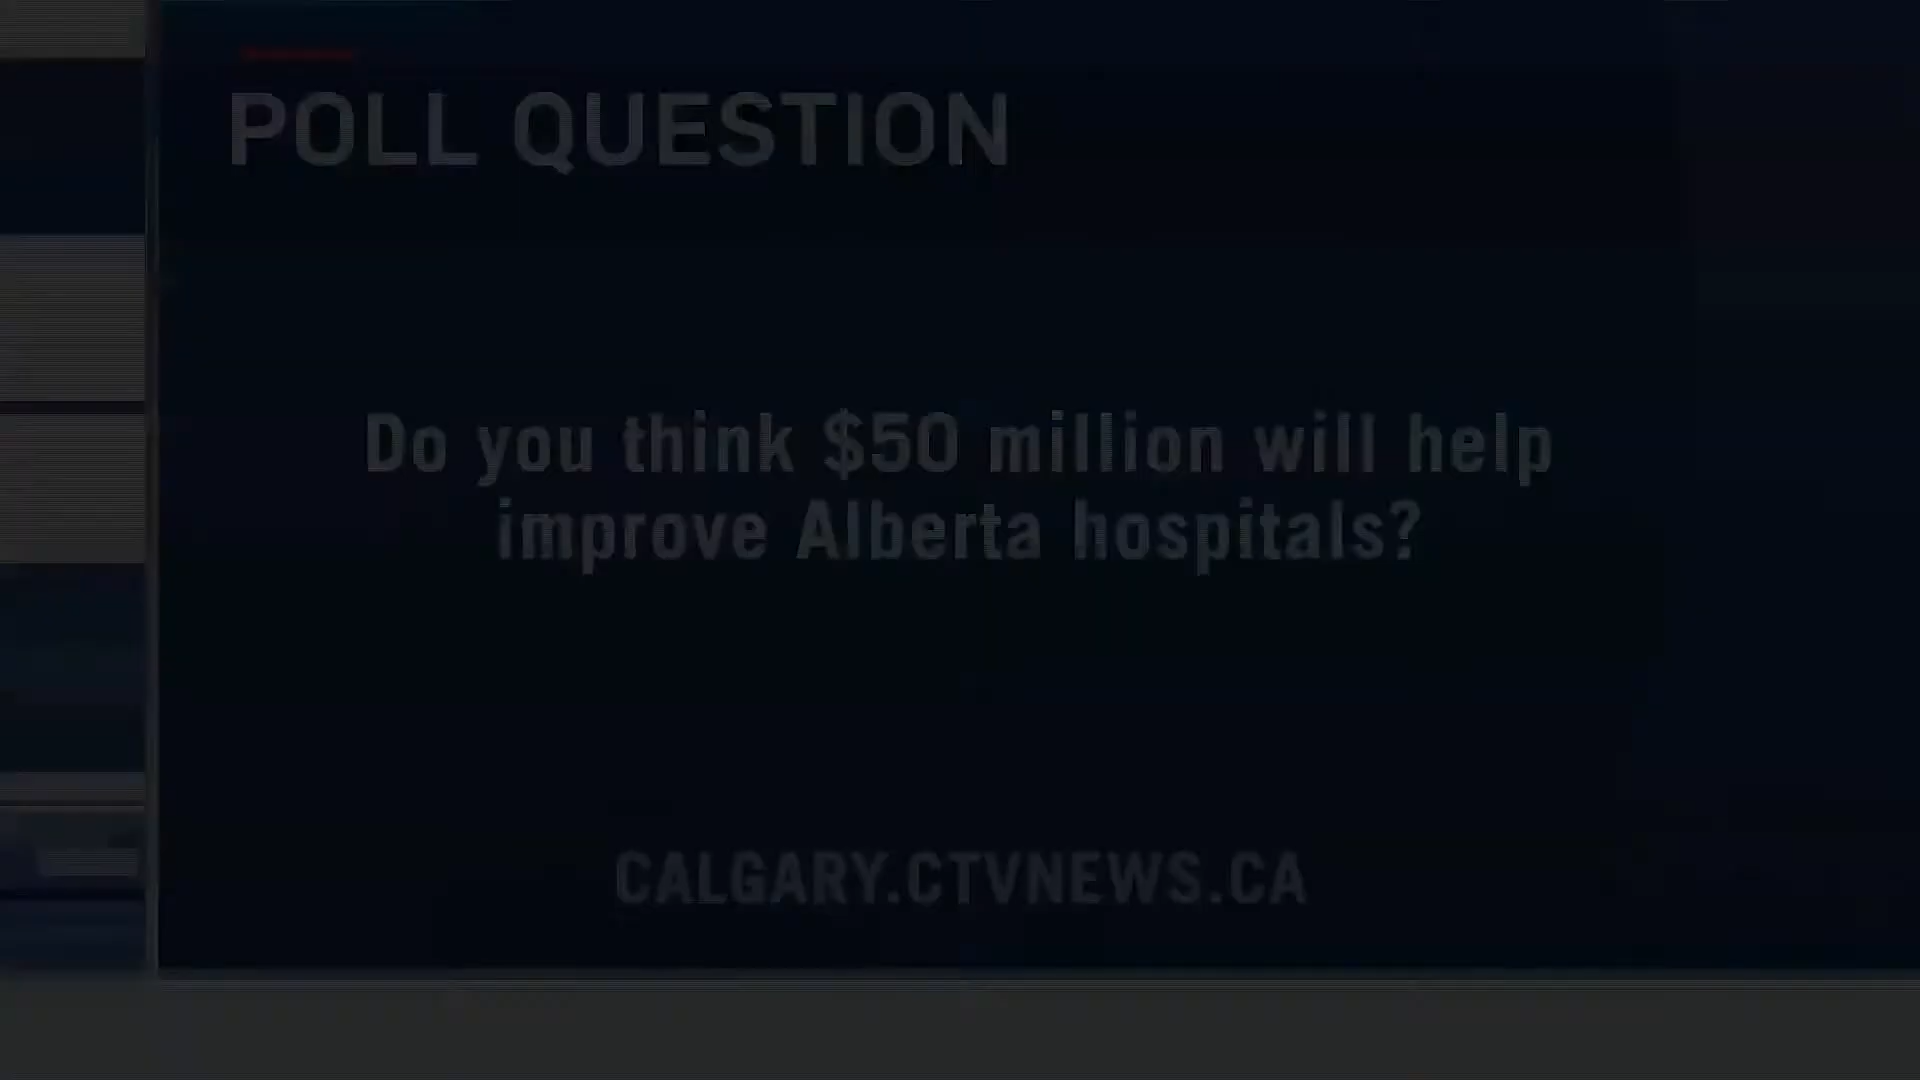 POLL QUESTION
Do you think $50 million will help
improve Alberta hospitals?
CALGARY.CTVNEWS.CA